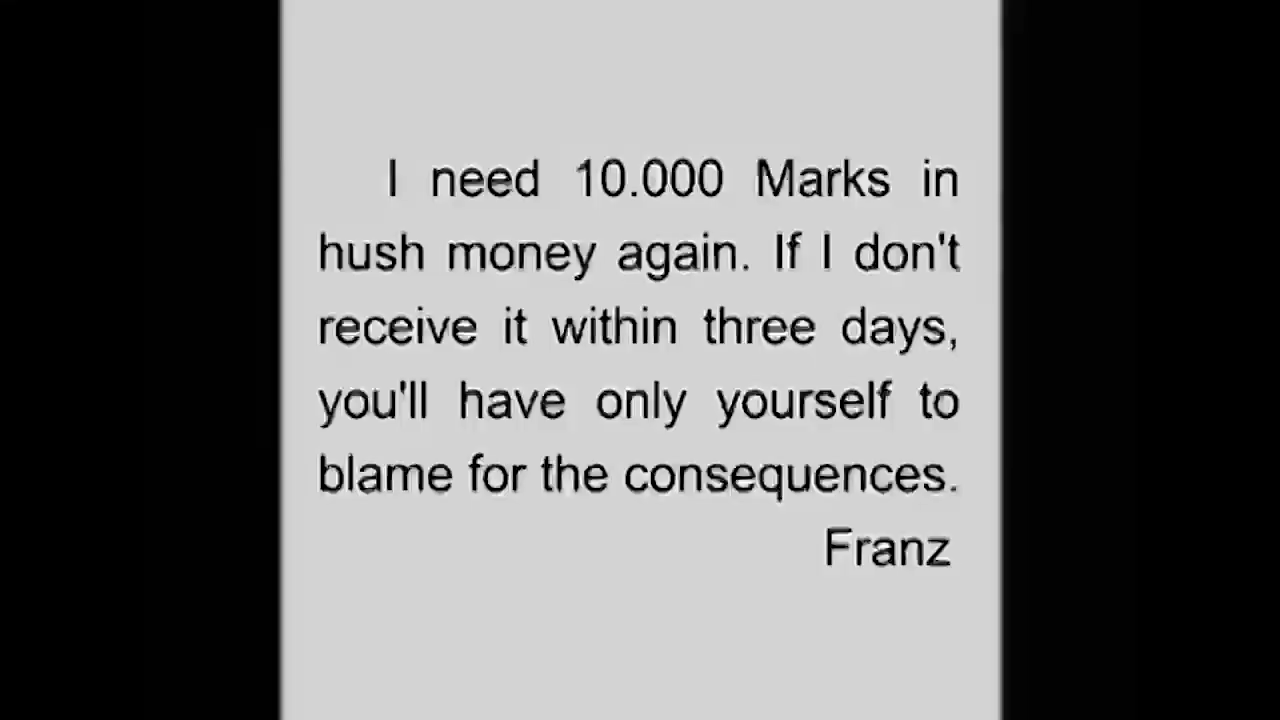 I need 10.000 Marks in
hush money again. If I don't
receive it within three days,
you'll have only yourself to
blame for the consequences.
Franz